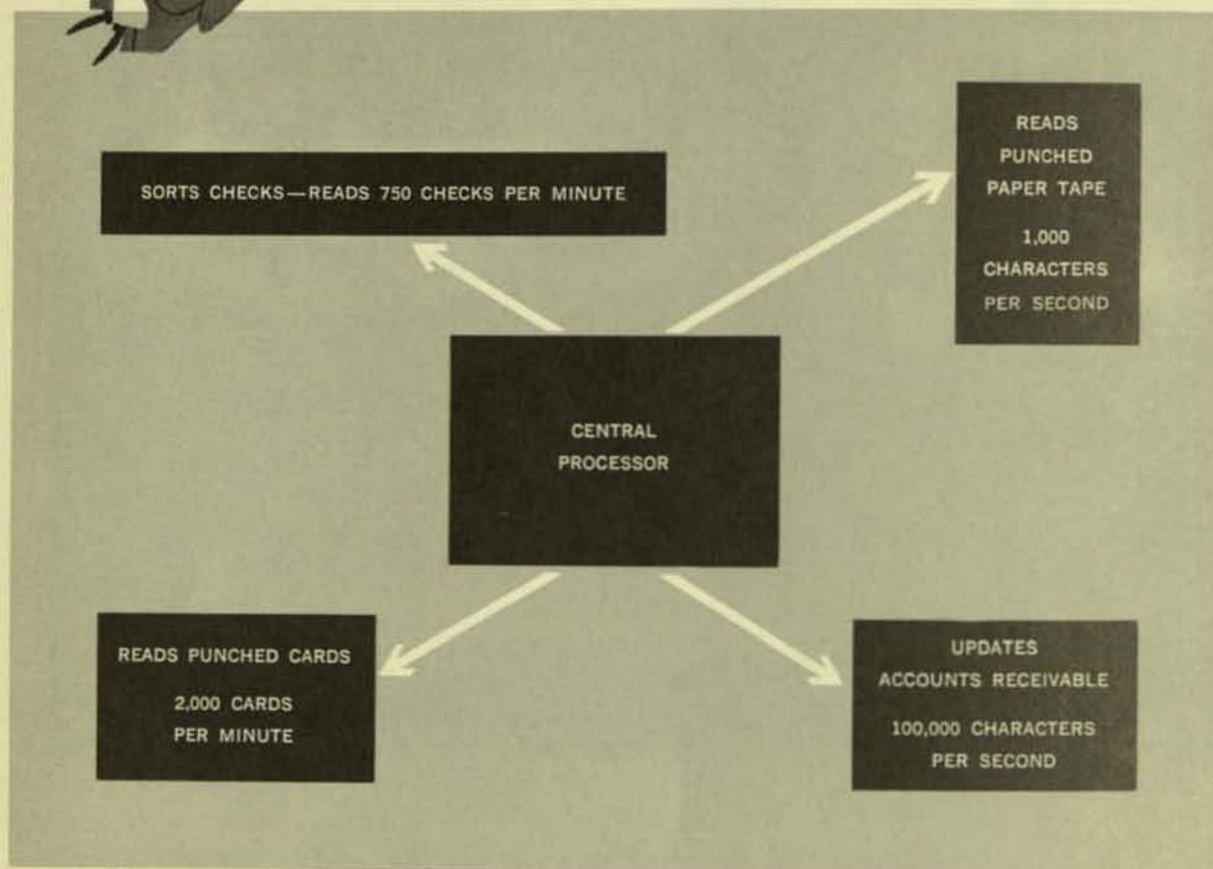 SORTS CHECKS—READS 750 CHECKS PER MINUTE
READS
PUNCHED
PAPER TAPE
1,000
CHARACTERS
PER SECOND
CENTRAL
PROCESSOR
READS PUNCHED CARDS
2,000 CARDS
PER MINUTE
UPDATES
ACCOUNTS RECEIVABLE
100,000 CHARACTERS
PER SECOND